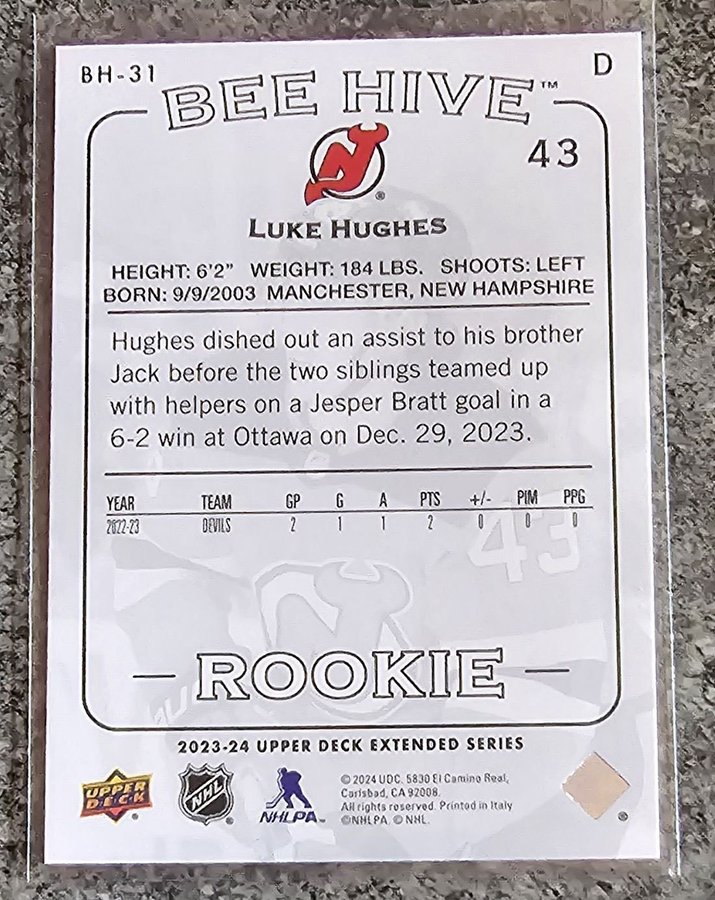 BH-31
D
BEE HIVE™
43
LUKE HUGHES
HEIGHT: 6'2" WEIGHT: 184 LBS. SHOOTS: LEFT
BORN: 9/9/2003 MANCHESTER, NEW HAMPSHIRE
Hughes dished out an assist to his brother
Jack before the two siblings teamed up
with helpers on a Jesper Bratt goal in a
6-2 win at Ottawa on Dec. 29, 2023.
YEAR TEAM GP G A PTS +/- PIM PPG
2022-23 DEVILS 2 1 1 2 0 0 0
43
— ROOKIE —
2023-24 UPPER DECK EXTENDED SERIES
UPPER DECK
NHL
NHLPA
© 2024 UDC. 5830 El Camino Real,
Carlsbad, CA 92008.
All rights reserved. Printed in Italy
©NHLPA. © NHL.